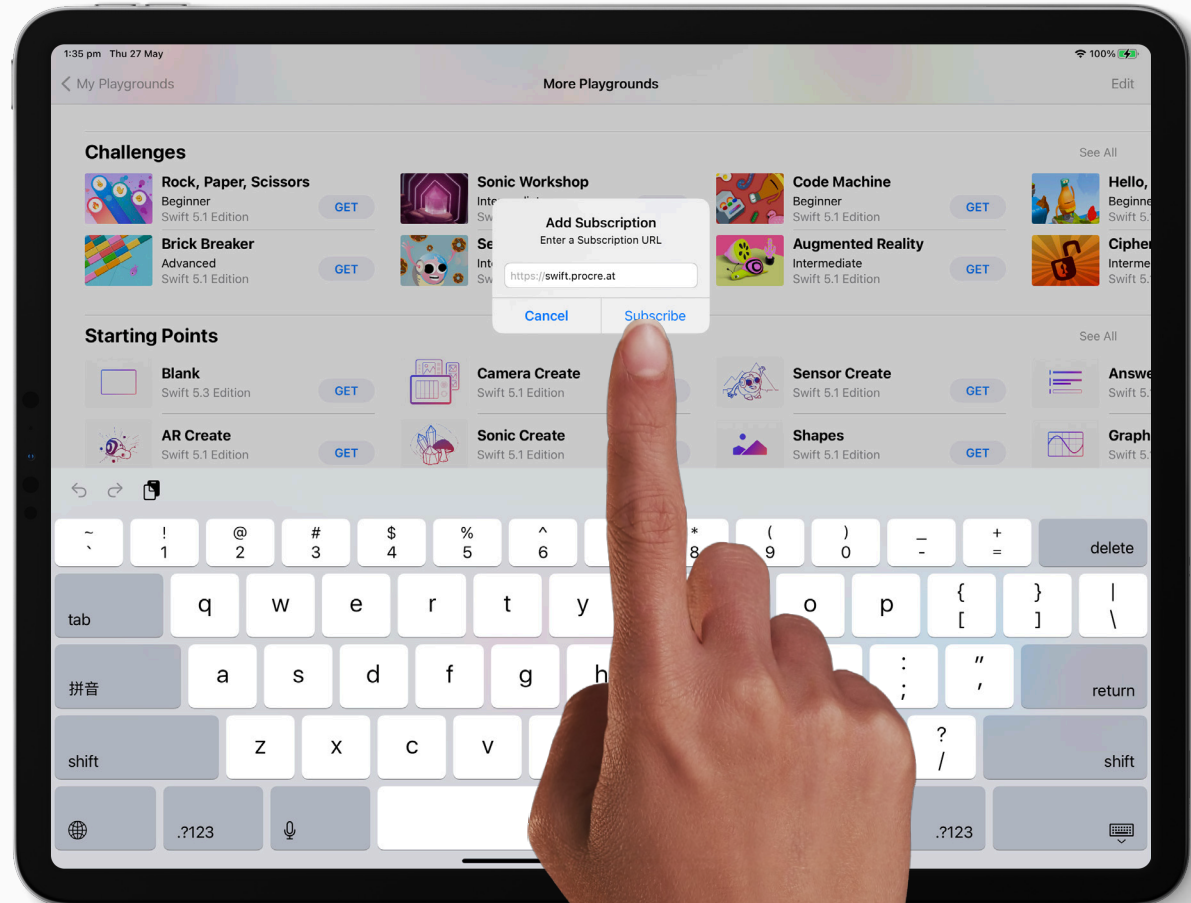 1:35 pm Thu 27 May
100%
My Playgrounds
More Playgrounds
Edit
Challenges
See All
Rock, Paper, Scissors
Beginner
Swift 5.1 Edition
GET
Sonic Workshop
Code Machine
Beginner
Swift 5.1 Edition
GET
Hello,
Brick Breaker
Advanced
Swift 5.1 Edition
GET
Augmented Reality
Intermediate
Swift 5.1 Edition
GET
Add Subscription
Enter a Subscription URL
https://swift.procre.at
Cancel
Subscribe
Starting Points
See All
Blank
Swift 5.3 Edition
GET
Camera Create
Swift 5.1 Edition
Sensor Create
Swift 5.1 Edition
GET
Swift 5.
AR Create
Swift 5.1 Edition
GET
Sonic Create
Swift 5.1 Edition
Shapes
Swift 5.1 Edition
GET
Swift 5.
~ ! @ # $ % ^ * ( ) _ +
` 1 2 3 4 5 6 8 9 0 - = delete
tab q w e r t y o p { [ } ] | \
拼音 a s d f g h : ; " ' return
shift z x c v ? / shift
.?123 .?123